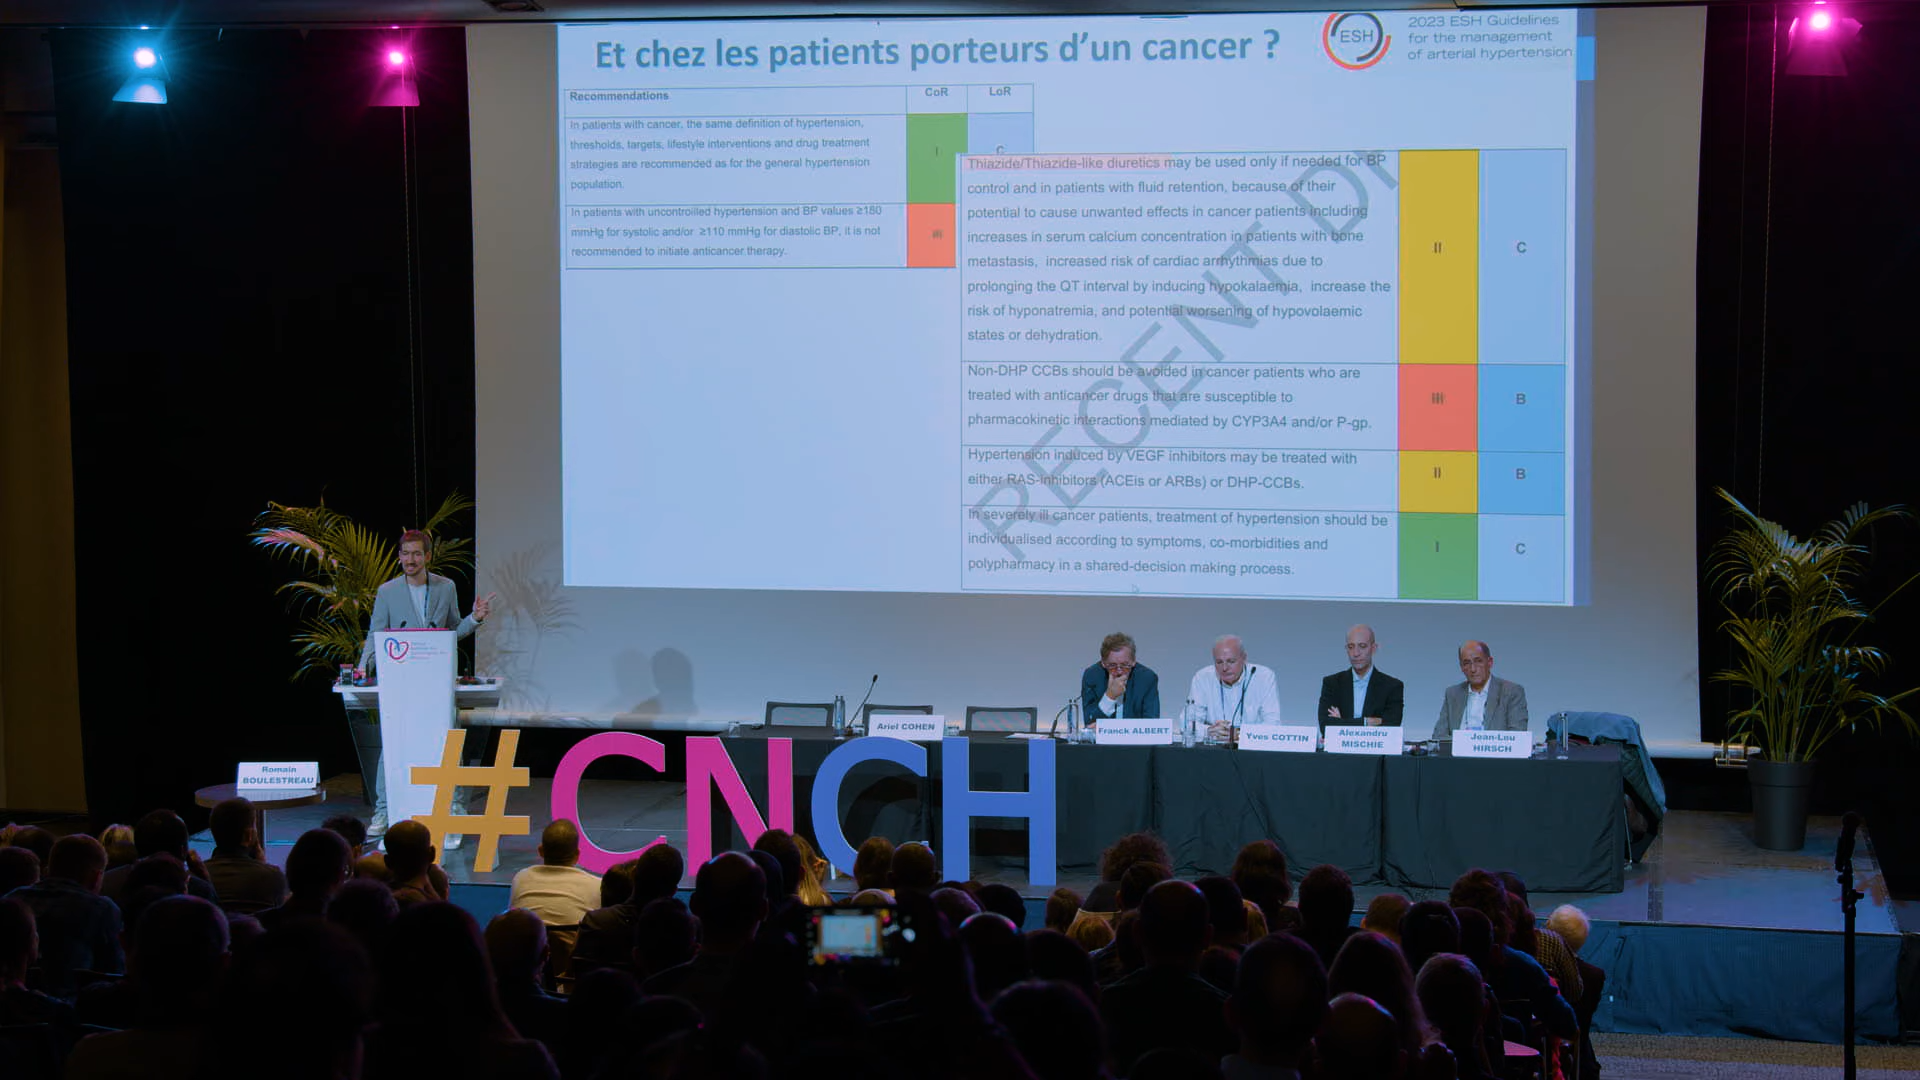 Et chez les patients porteurs d'un cancer ?
ESH
2023 ESH Guidelines
for the management
of arterial hypertension
Recommendations CoR LoR
In patients with cancer, the same definition of hypertension,
thresholds, targets, lifestyle interventions and drug treatment
strategies are recommended as for the general hypertension
population.
I C
In patients with uncontroilled hypertension and BP values ≥180
mmHg for systolic and/or ≥110 mmHg for diastolic BP, it is not
recommended to initiate anticancer therapy.
III
Thiazide/Thiazide-like diuretics may be used only if needed for BP
control and in patients with fluid retention, because of their
potential to cause unwanted effects in cancer patients including
increases in serum calcium concentration in patients with bone
metastasis, increased risk of cardiac arrhythmias due to
prolonging the QT interval by inducing hypokalaemia, increase the
risk of hyponatremia, and potential worsening of hypovolaemic
states or dehydration.
II C
Non-DHP CCBs should be avoided in cancer patients who are
treated with anticancer drugs that are susceptible to
pharmacokinetic interactions mediated by CYP3A4 and/or P-gp.
III B
Hypertension induced by VEGF inhibitors may be treated with
either RAS-inhibitors (ACEis or ARBs) or DHP-CCBs.
II B
In severely ill cancer patients, treatment of hypertension should be
individualised according to symptoms, co-morbidities and
polypharmacy in a shared-decision making process.
I C
RECENT
Ariel COHEN
Franck ALBERT
Yves COTTIN
Alexandru
MISCHIE
Jean-Lou
HIRSCH
Romain
BOULESTREAU
#CNCH